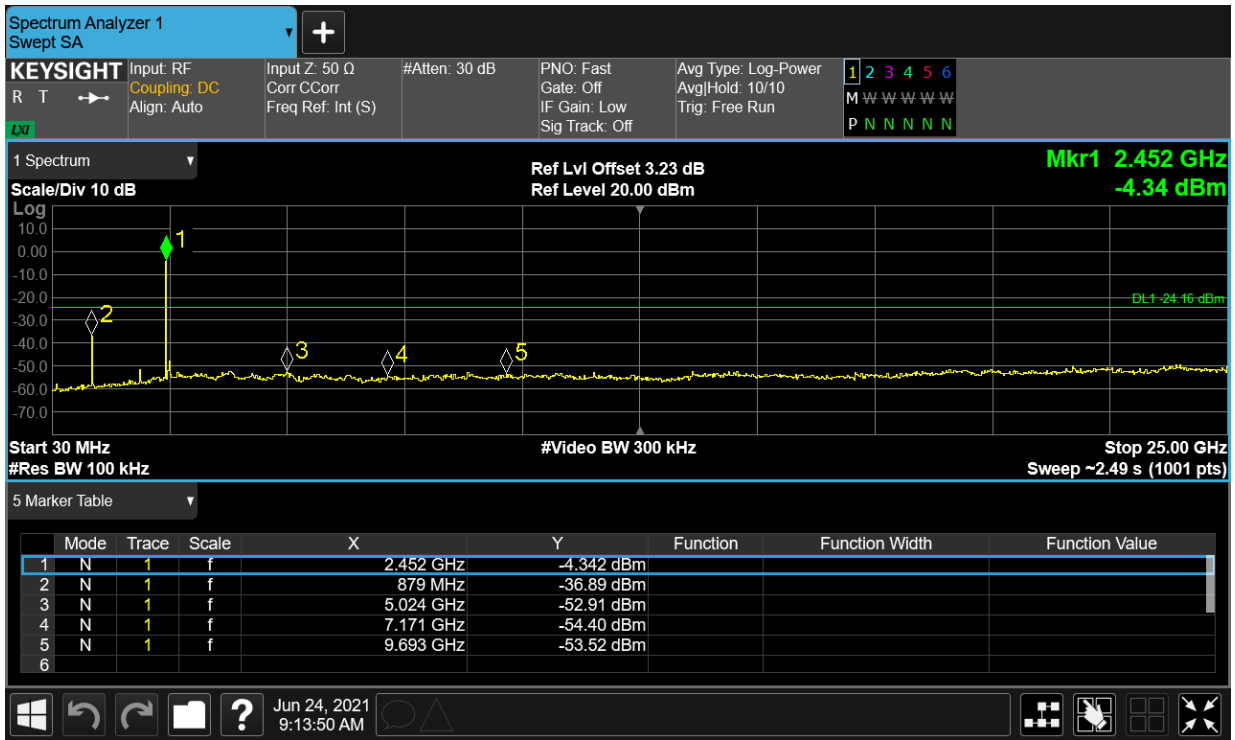 Spectrum Analyzer 1
Swept SA
+
KEYSIGHT
R T
LXI
Input: RF
Coupling: DC
Align: Auto
Input Z: 50 Ω
Corr CCorr
Freq Ref: Int (S)
#Atten: 30 dB
PNO: Fast
Gate: Off
IF Gain: Low
Sig Track: Off
Avg Type: Log-Power
Avg|Hold: 10/10
Trig: Free Run
1 2 3 4 5 6
M W W W W W
P N N N N N
1 Spectrum
Scale/Div 10 dB
Ref Lvl Offset 3.23 dB
Ref Level 20.00 dBm
Mkr1 2.452 GHz
-4.34 dBm
Log
10.0
0.00
-10.0
-20.0
-30.0
-40.0
-50.0
-60.0
-70.0
1
2
3
4
5
DL1 -24.16 dBm
Start 30 MHz
#Res BW 100 kHz
#Video BW 300 kHz
Stop 25.00 GHz
Sweep ~2.49 s (1001 pts)
5 Marker Table
Mode Trace Scale X Y Function Function Width Function Value
1 N 1 f 2.452 GHz -4.342 dBm
2 N 1 f 879 MHz -36.89 dBm
3 N 1 f 5.024 GHz -52.91 dBm
4 N 1 f 7.171 GHz -54.40 dBm
5 N 1 f 9.693 GHz -53.52 dBm
6
?
Jun 24, 2021
9:13:50 AM